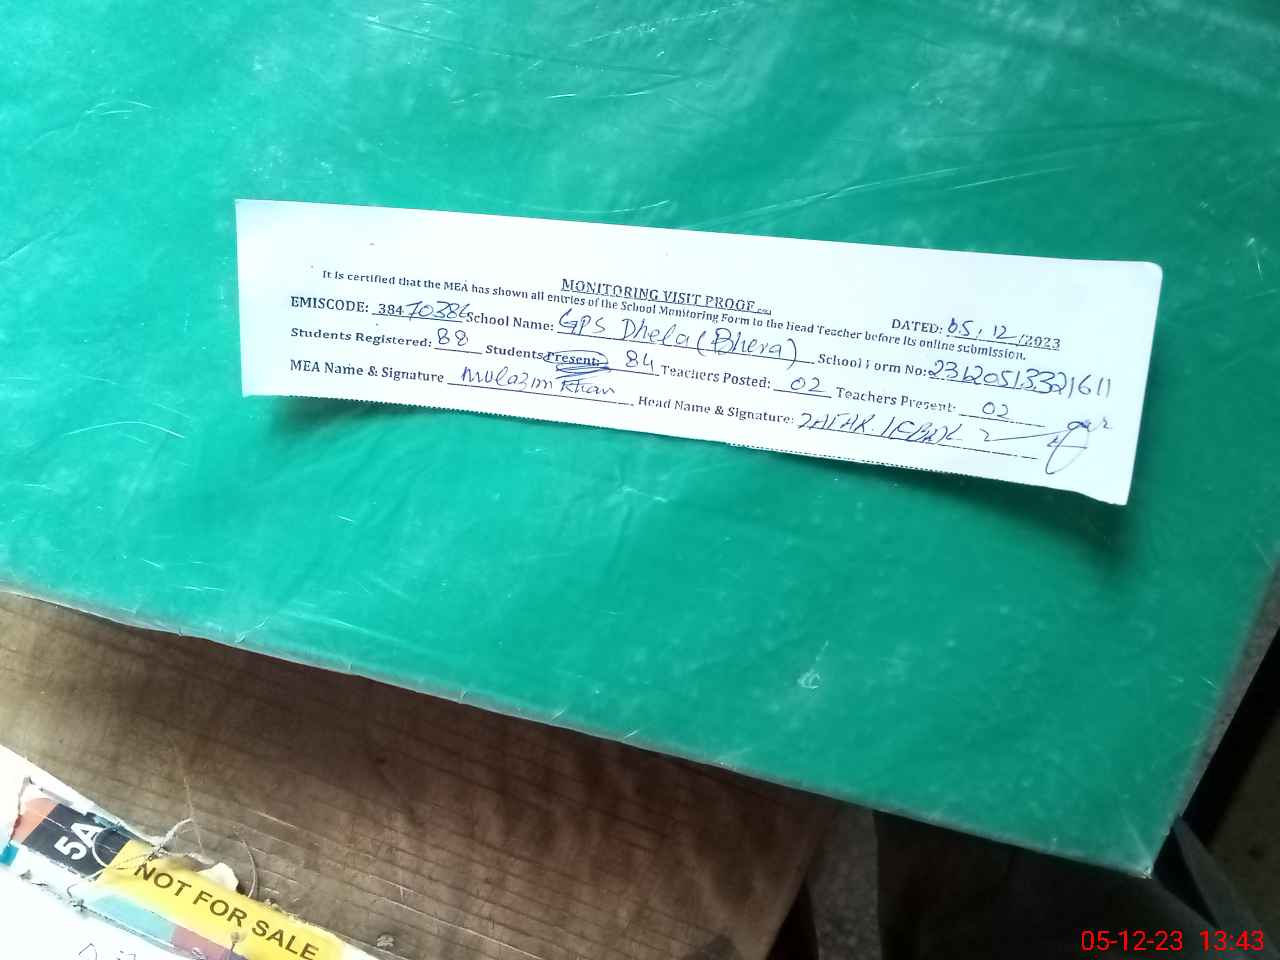 MONITORING VISIT PROOF
It is certified that the MEA has shown all entries of the School Monitoring Form to the Head Teacher before its online submission.
DATED: 05/12/2023
EMISCODE: 38470386 School Name: GPS Dhela (Bhera) School Form No: 23120513321611
Students Registered: 88 Students Present: 84 Teachers Posted: 02 Teachers Present: 02
MEA Name & Signature Mulazim Khan Head Name & Signature: ZAFAR IQBAL
5A
NOT FOR SALE
05-12-23 13:43